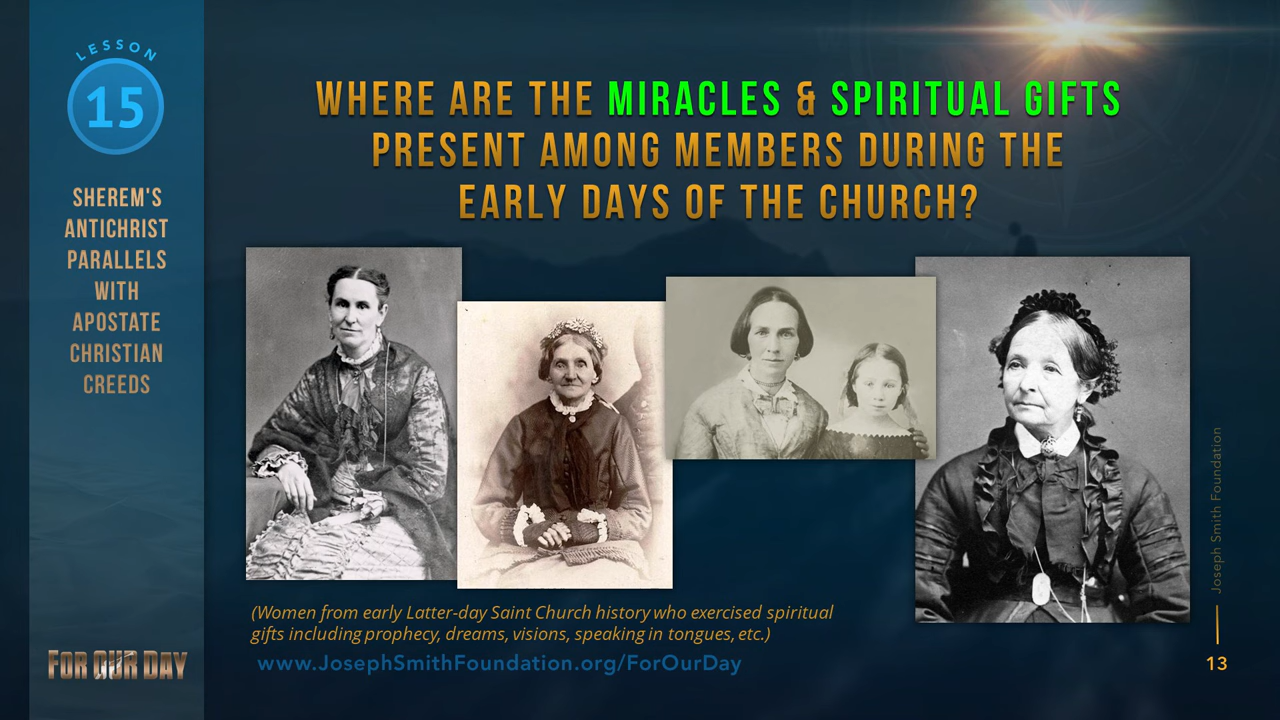 LESSON
15
SHEREM'S
ANTICHRIST
PARALLELS
WITH
APOSTATE
CHRISTIAN
CREEDS
FOR OUR DAY
WHERE ARE THE MIRACLES & SPIRITUAL GIFTS
PRESENT AMONG MEMBERS DURING THE
EARLY DAYS OF THE CHURCH?
(Women from early Latter-day Saint Church history who exercised spiritual
gifts including prophecy, dreams, visions, speaking in tongues, etc.)
www.JosephSmithFoundation.org/ForOurDay
Joseph Smith Foundation
13